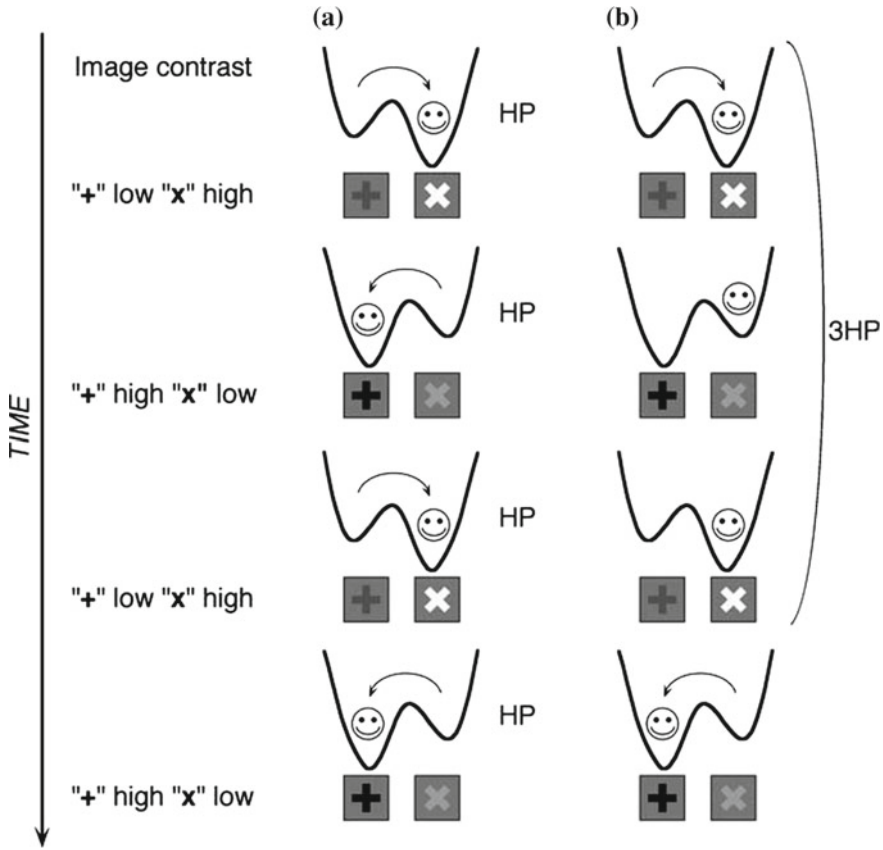 (a) (b)
Image contrast
HP
"+" low "x" high
HP
3HP
"+" high "x" low
TIME
HP
"+" low "x" high
HP
"+" high "x" low